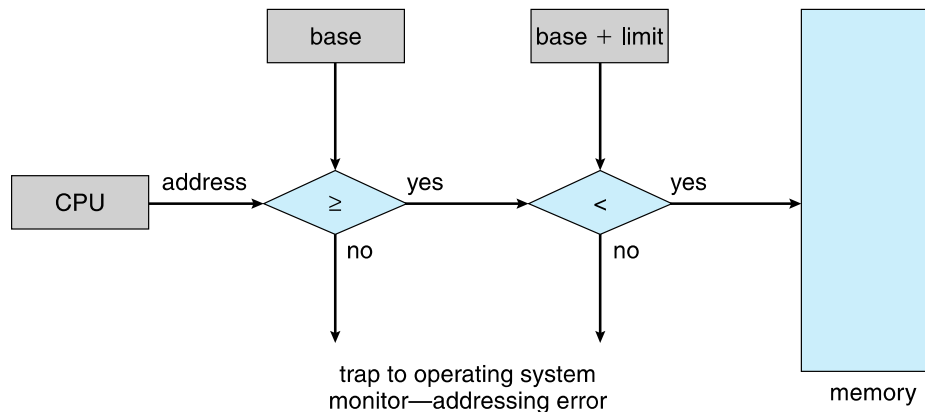 base
base + limit
CPU
address
≥
yes
<
yes
no
no
trap to operating system
monitor—addressing error
memory